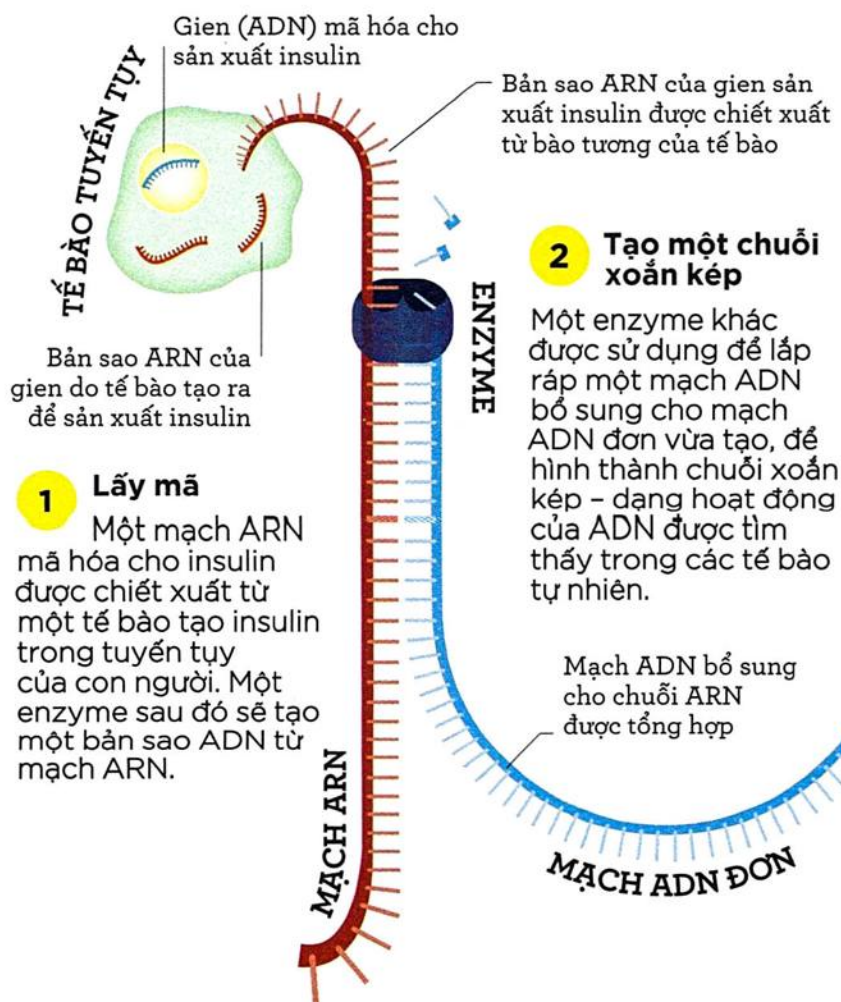 Gien (ADN) mã hóa cho
sản xuất insulin
TẾ BÀO TUYẾN TỤY
Bản sao ARN của gien sản
xuất insulin được chiết xuất
từ bào tương của tế bào
Bản sao ARN của
gien do tế bào tạo ra
để sản xuất insulin
1 Lấy mã
Một mạch ARN
mã hóa cho insulin
được chiết xuất từ
một tế bào tạo insulin
trong tuyến tụy
của con người. Một
enzyme sau đó sẽ tạo
một bản sao ADN từ
mạch ARN.
MẠCH ARN
ENZYME
2 Tạo một chuỗi
xoắn kép
Một enzyme khác
được sử dụng để lắp
ráp một mạch ADN
bổ sung cho mạch
ADN đơn vừa tạo, để
hình thành chuỗi xoắn
kép – dạng hoạt động
của ADN được tìm
thấy trong các tế bào
tự nhiên.
Mạch ADN bổ sung
cho chuỗi ARN
được tổng hợp
MẠCH ADN ĐƠN